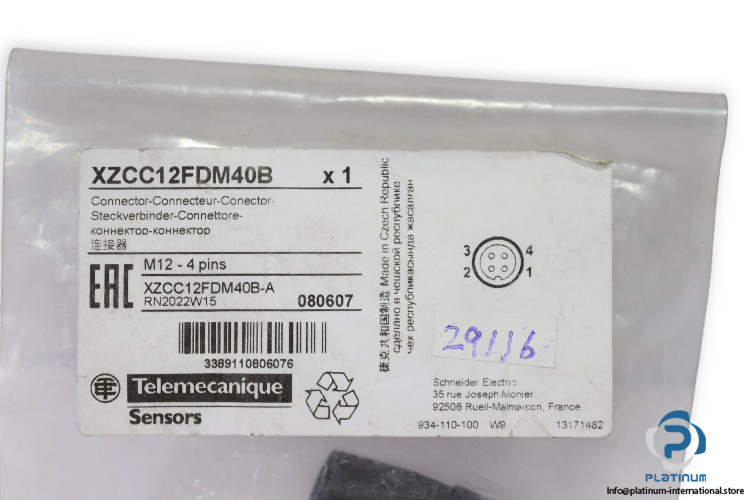 XZCC12FDM40B x 1
Connector-Connecteur-Conector-
Steckverbinder-Connettore-
коннектор-коннектор
连接器
M12 - 4 pins
EAC
XZCC12FDM40B-A
RN2022W15 080607
3389110806076
Telemecanique
Sensors
捷克共和国制造 Made in Czech Republic
сделано в чешской республике
чех республикасында жасалған
3 4
2 1
29116
Schneider Electric
35 rue Joseph Monier
92506 Rueil-Malmaison, France
934-110-100 W9 13171482
PLATINUM
Info@platinum-international.store